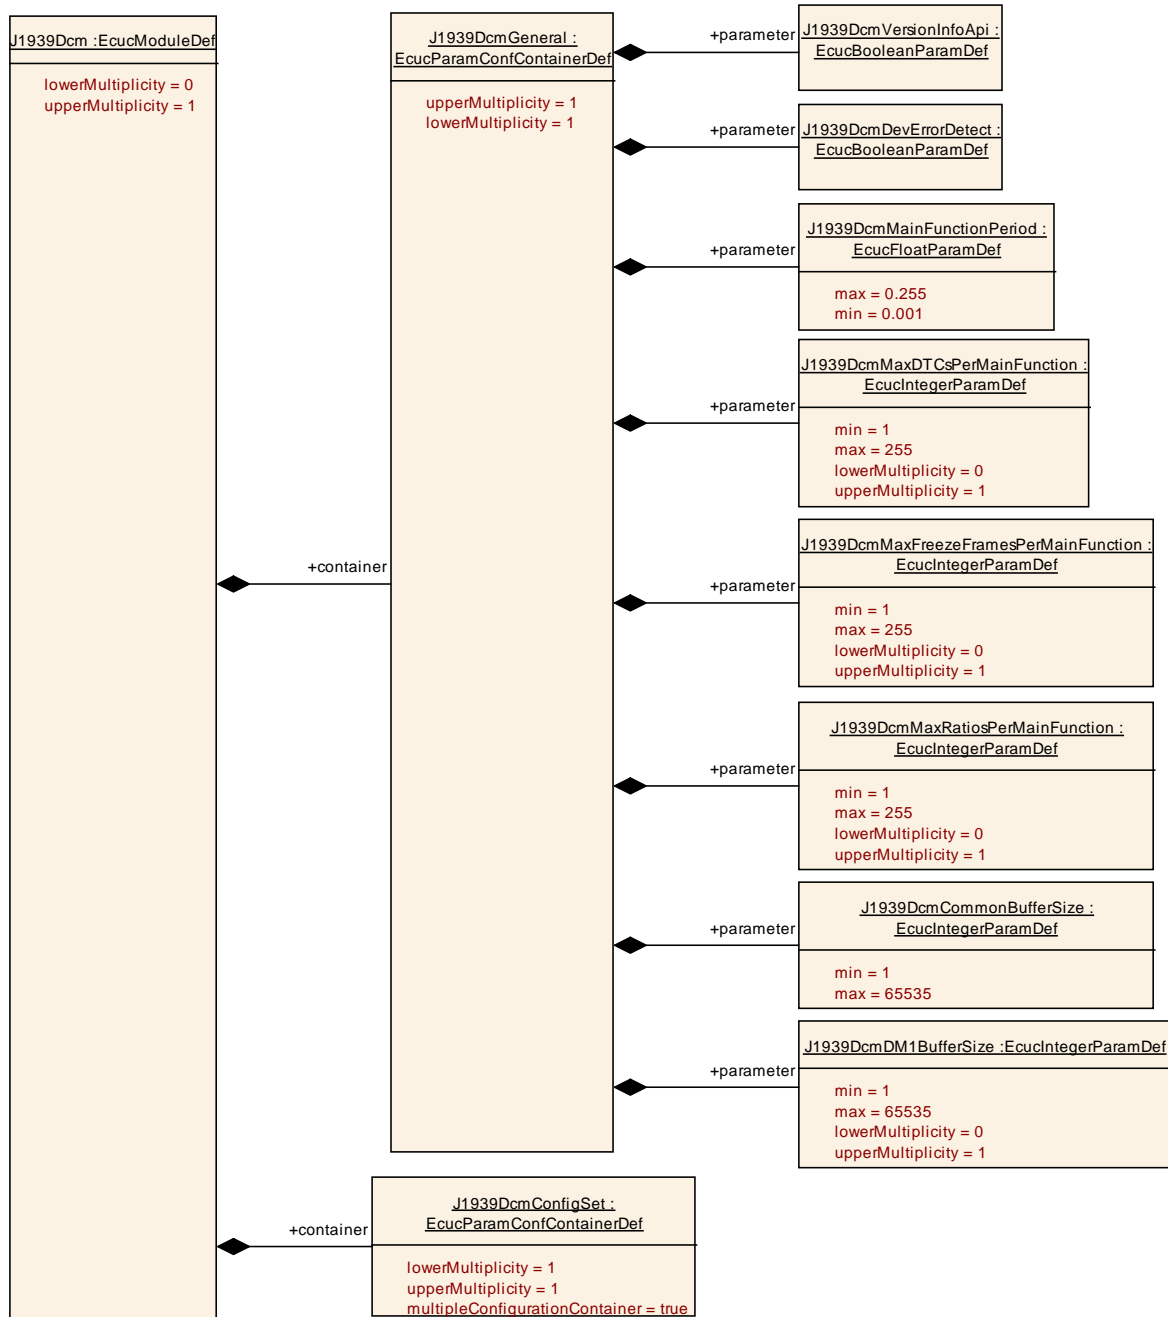 J1939Dcm :EcucModuleDef
lowerMultiplicity = 0
upperMultiplicity = 1
+container
+container
J1939DcmGeneral :
EcucParamConfContainerDef
upperMultiplicity = 1
lowerMultiplicity = 1
+parameter
J1939DcmVersionInfoApi :
EcucBooleanParamDef
+parameter
J1939DcmDevErrorDetect :
EcucBooleanParamDef
+parameter
J1939DcmMainFunctionPeriod :
EcucFloatParamDef
max = 0.255
min = 0.001
+parameter
J1939DcmMaxDTCsPerMainFunction :
EcucIntegerParamDef
min = 1
max = 255
lowerMultiplicity = 0
upperMultiplicity = 1
+parameter
J1939DcmMaxFreezeFramesPerMainFunction :
EcucIntegerParamDef
min = 1
max = 255
lowerMultiplicity = 0
upperMultiplicity = 1
+parameter
J1939DcmMaxRatiosPerMainFunction :
EcucIntegerParamDef
min = 1
max = 255
lowerMultiplicity = 0
upperMultiplicity = 1
+parameter
J1939DcmCommonBufferSize :
EcucIntegerParamDef
min = 1
max = 65535
+parameter
J1939DcmDM1BufferSize :EcucIntegerParamDef
min = 1
max = 65535
lowerMultiplicity = 0
upperMultiplicity = 1
J1939DcmConfigSet :
EcucParamConfContainerDef
lowerMultiplicity = 1
upperMultiplicity = 1
multipleConfigurationContainer = true